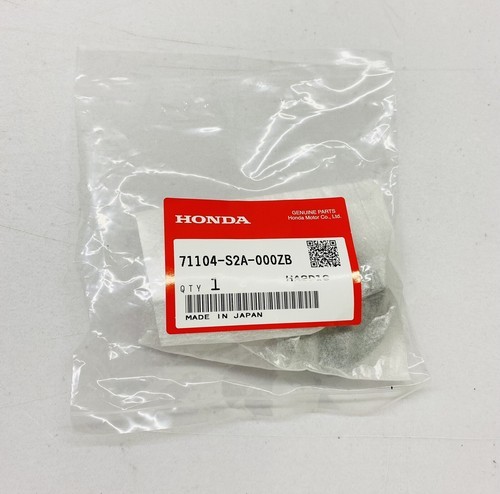 HONDA
GENUINE PARTS
Honda Motor Co., Ltd.
71104-S2A-000ZB
QTY 1
MADE IN JAPAN